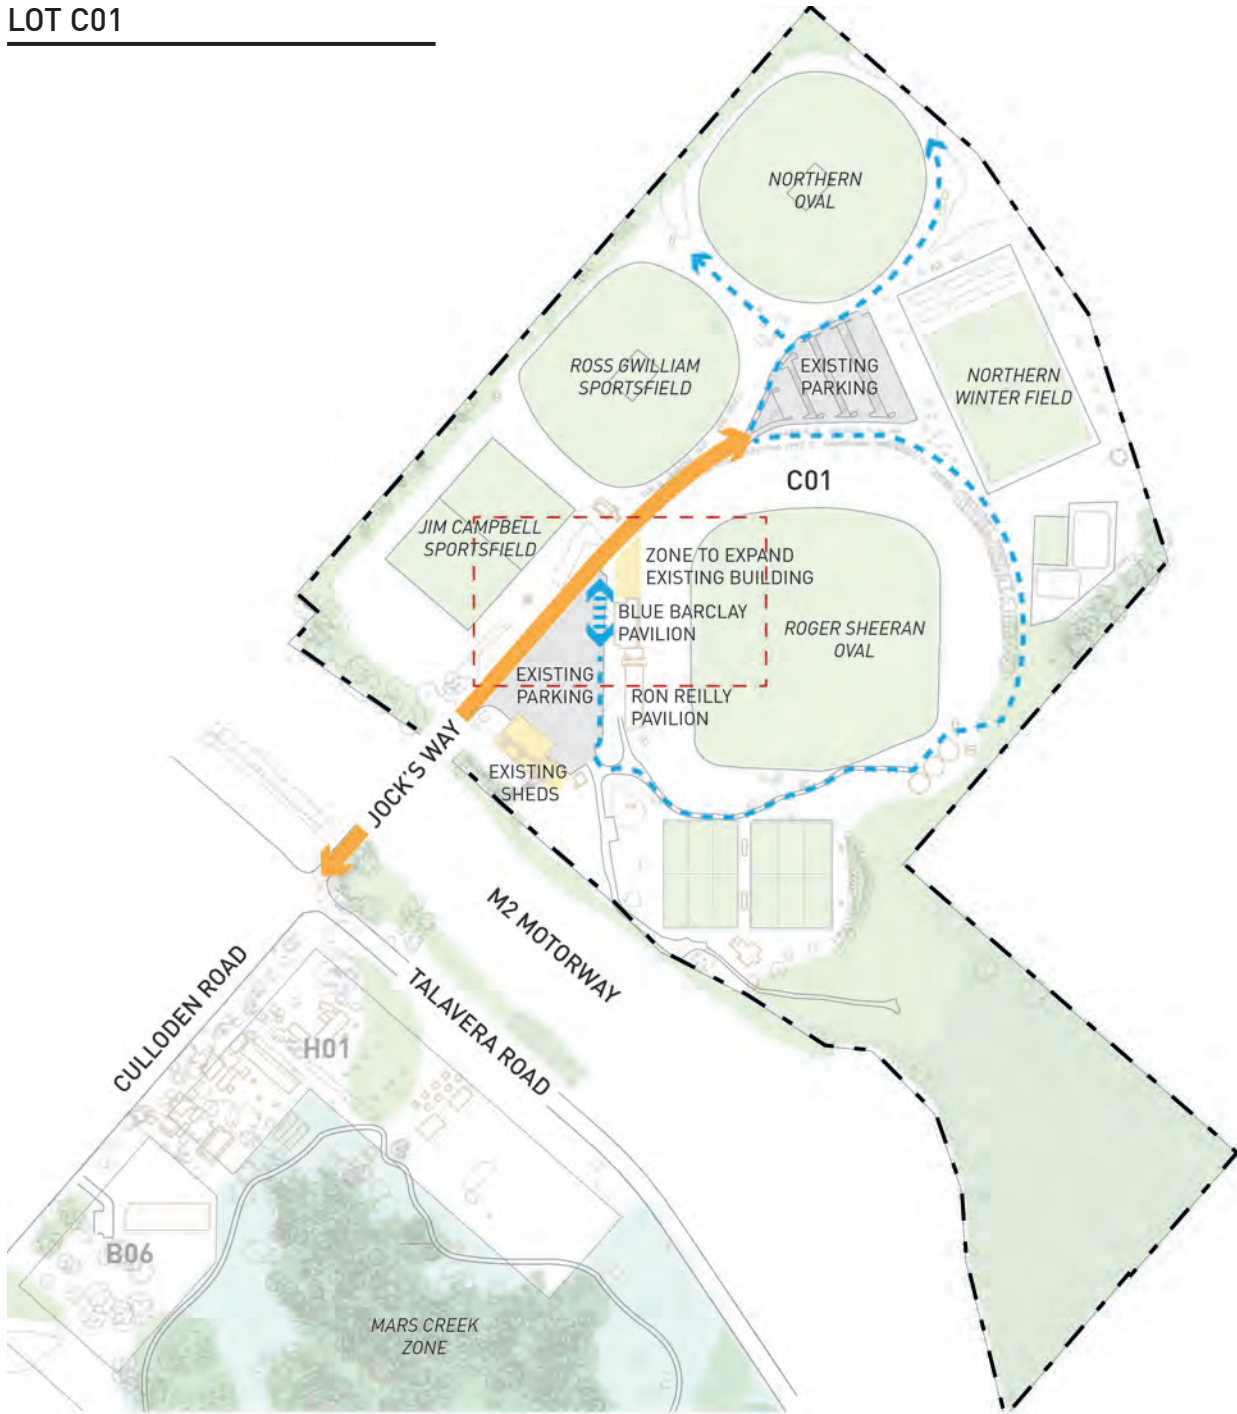 LOT C01
NORTHERN
OVAL
ROSS GWILLIAM
SPORTSFIELD
EXISTING
PARKING
NORTHERN
WINTER FIELD
C01
JIM CAMPBELL
SPORTSFIELD
ZONE TO EXPAND
EXISTING BUILDING
BLUE BARCLAY
PAVILION
ROGER SHEERAN
OVAL
EXISTING
PARKING
RON REILLY
PAVILION
JOCK'S WAY
EXISTING
SHEDS
M2 MOTORWAY
CULLODEN ROAD
TALAVERA ROAD
H01
B06
MARS CREEK
ZONE